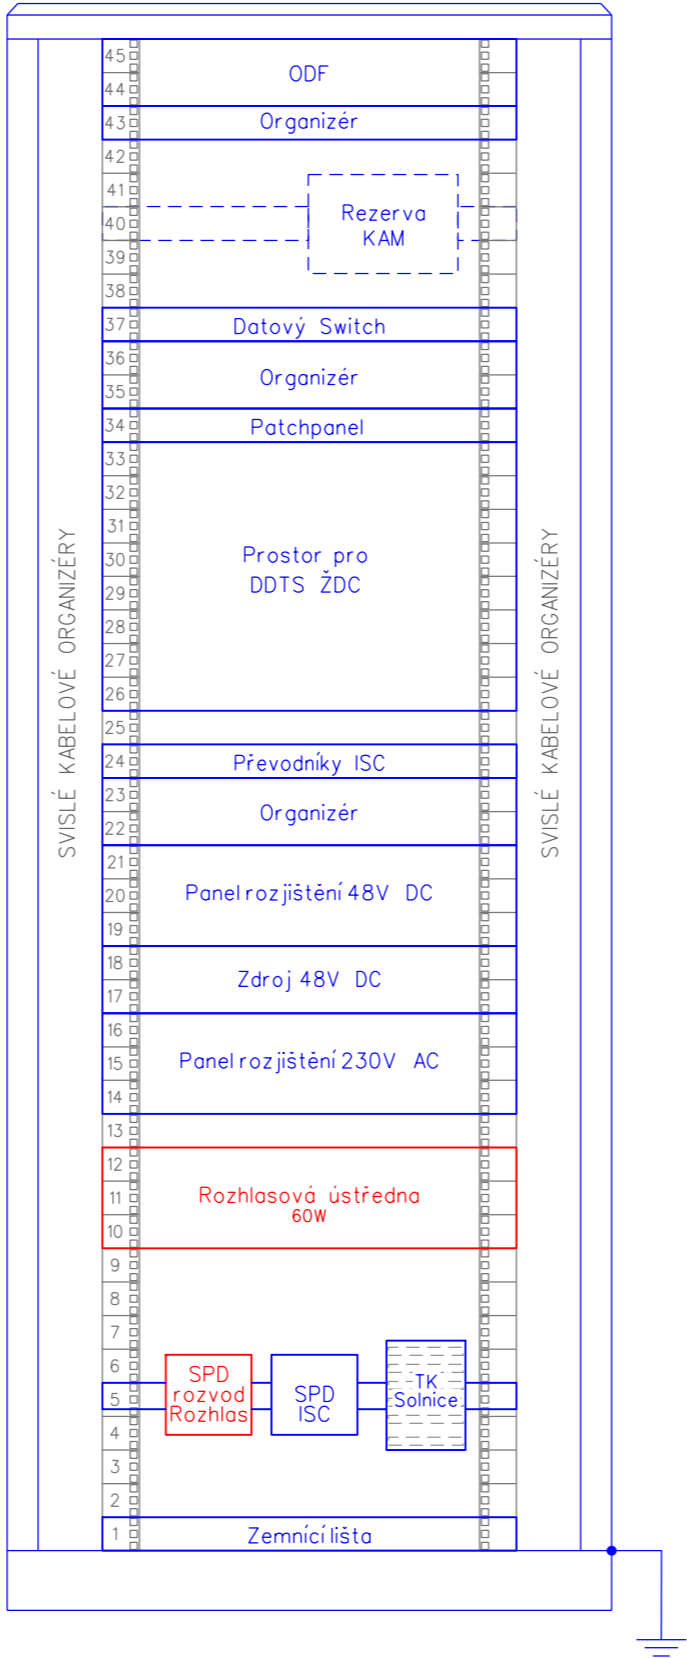 45
ODF
44
43
Organizér
42
41
Rezerva
40
KAM
39
38
37
Datový Switch
36
Organizér
35
34
Patchpanel
33
32
31
30
Prostor pro
DDTS ŽDC
29
28
27
26
25
24
Převodníky ISC
23
Organizér
22
21
20
Panel rozjištění 48V DC
19
18
Zdroj 48V DC
17
16
15
Panel rozjištění 230V AC
14
13
12
11
Rozhlasová ústředna
60W
10
9
8
7
6
SPD
rozvod
Rozhlas
SPD
ISC
TK
Solnice
5
4
3
2
1
Zemnící lišta
SVISLÉ KABELOVÉ ORGANIZÉRY
SVISLÉ KABELOVÉ ORGANIZÉRY